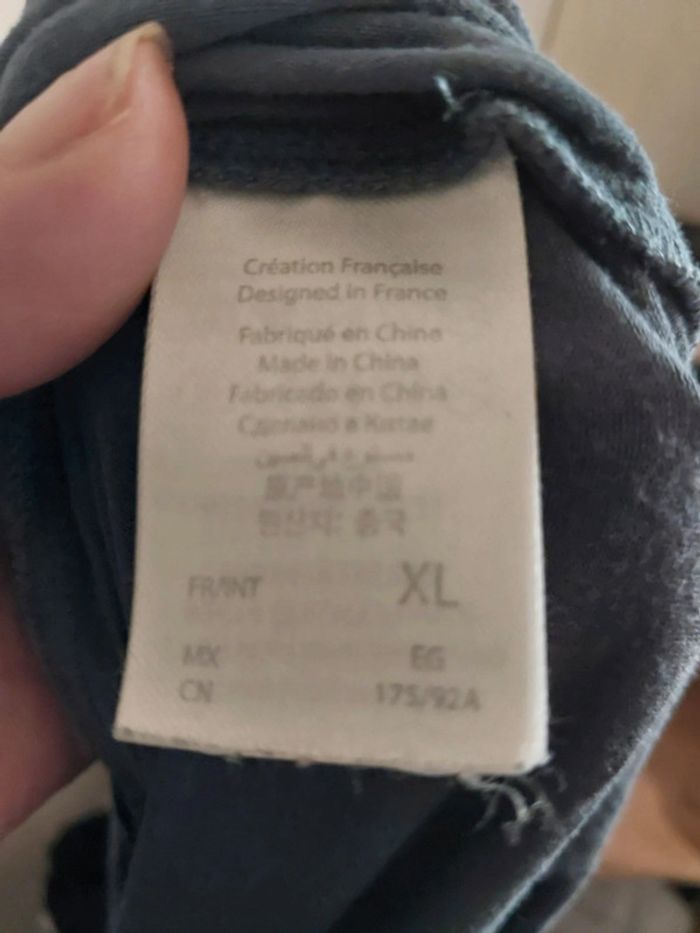 Création Française
Designed in France
Fabriqué en Chine
Made in China
Fabricado en China
Сделано в Китае
原产地中国
원산지: 중국
FR/INT XL
MX EG
CN 175/92A